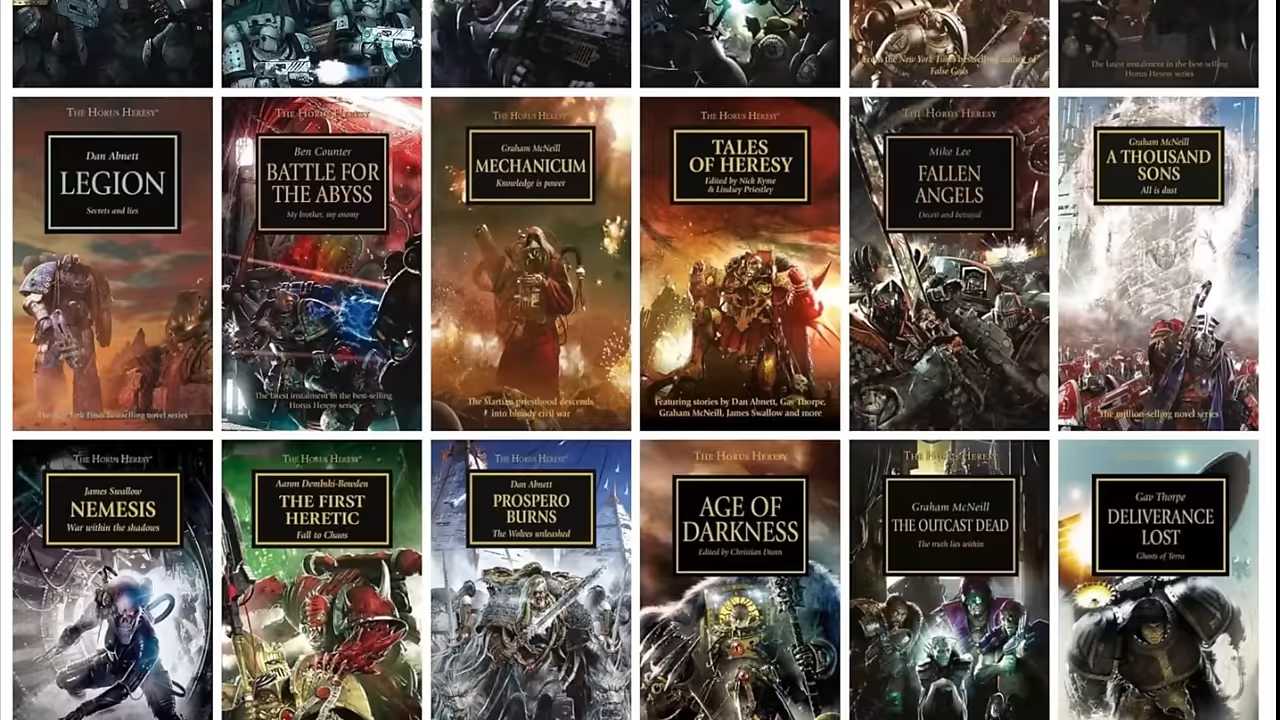 From the New York Times bestselling author of
False Gods
The latest instalment in the best-selling
Horus Heresy series
THE HORUS HERESY®
Dan Abnett
LEGION
Secrets and lies
The New York Times bestselling novel series
THE HORUS HERESY
Ben Counter
BATTLE FOR
THE ABYSS
My brother, my enemy
The latest instalment in the best-selling
Horus Heresy series
THE HORUS HERESY®
Graham McNeill
MECHANICUM
Knowledge is power
The Martian priesthood descends
into bloody civil war
THE HORUS HERESY®
TALES
OF HERESY
Edited by Nick Kyme
& Lindsey Priestley
Featuring stories by Dan Abnett, Gav Thorpe,
Graham McNeill, James Swallow and more
THE HORUS HERESY
Mike Lee
FALLEN
ANGELS
Deceit and betrayal
Graham McNeill
A THOUSAND
SONS
All is dust
The million-selling novel series
THE HORUS HERESY®
James Swallow
NEMESIS
War within the shadows
THE HORUS HERESY®
Aaron Dembski-Bowden
THE FIRST
HERETIC
Fall to Chaos
THE HORUS HERESY®
Dan Abnett
PROSPERO
BURNS
The Wolves unleashed
THE HORUS HERESY
AGE OF
DARKNESS
Edited by Christian Dunn
THE HORUS HERESY
Graham McNeill
THE OUTCAST DEAD
The truth lies within
Gav Thorpe
DELIVERANCE
LOST
Ghosts of Terra